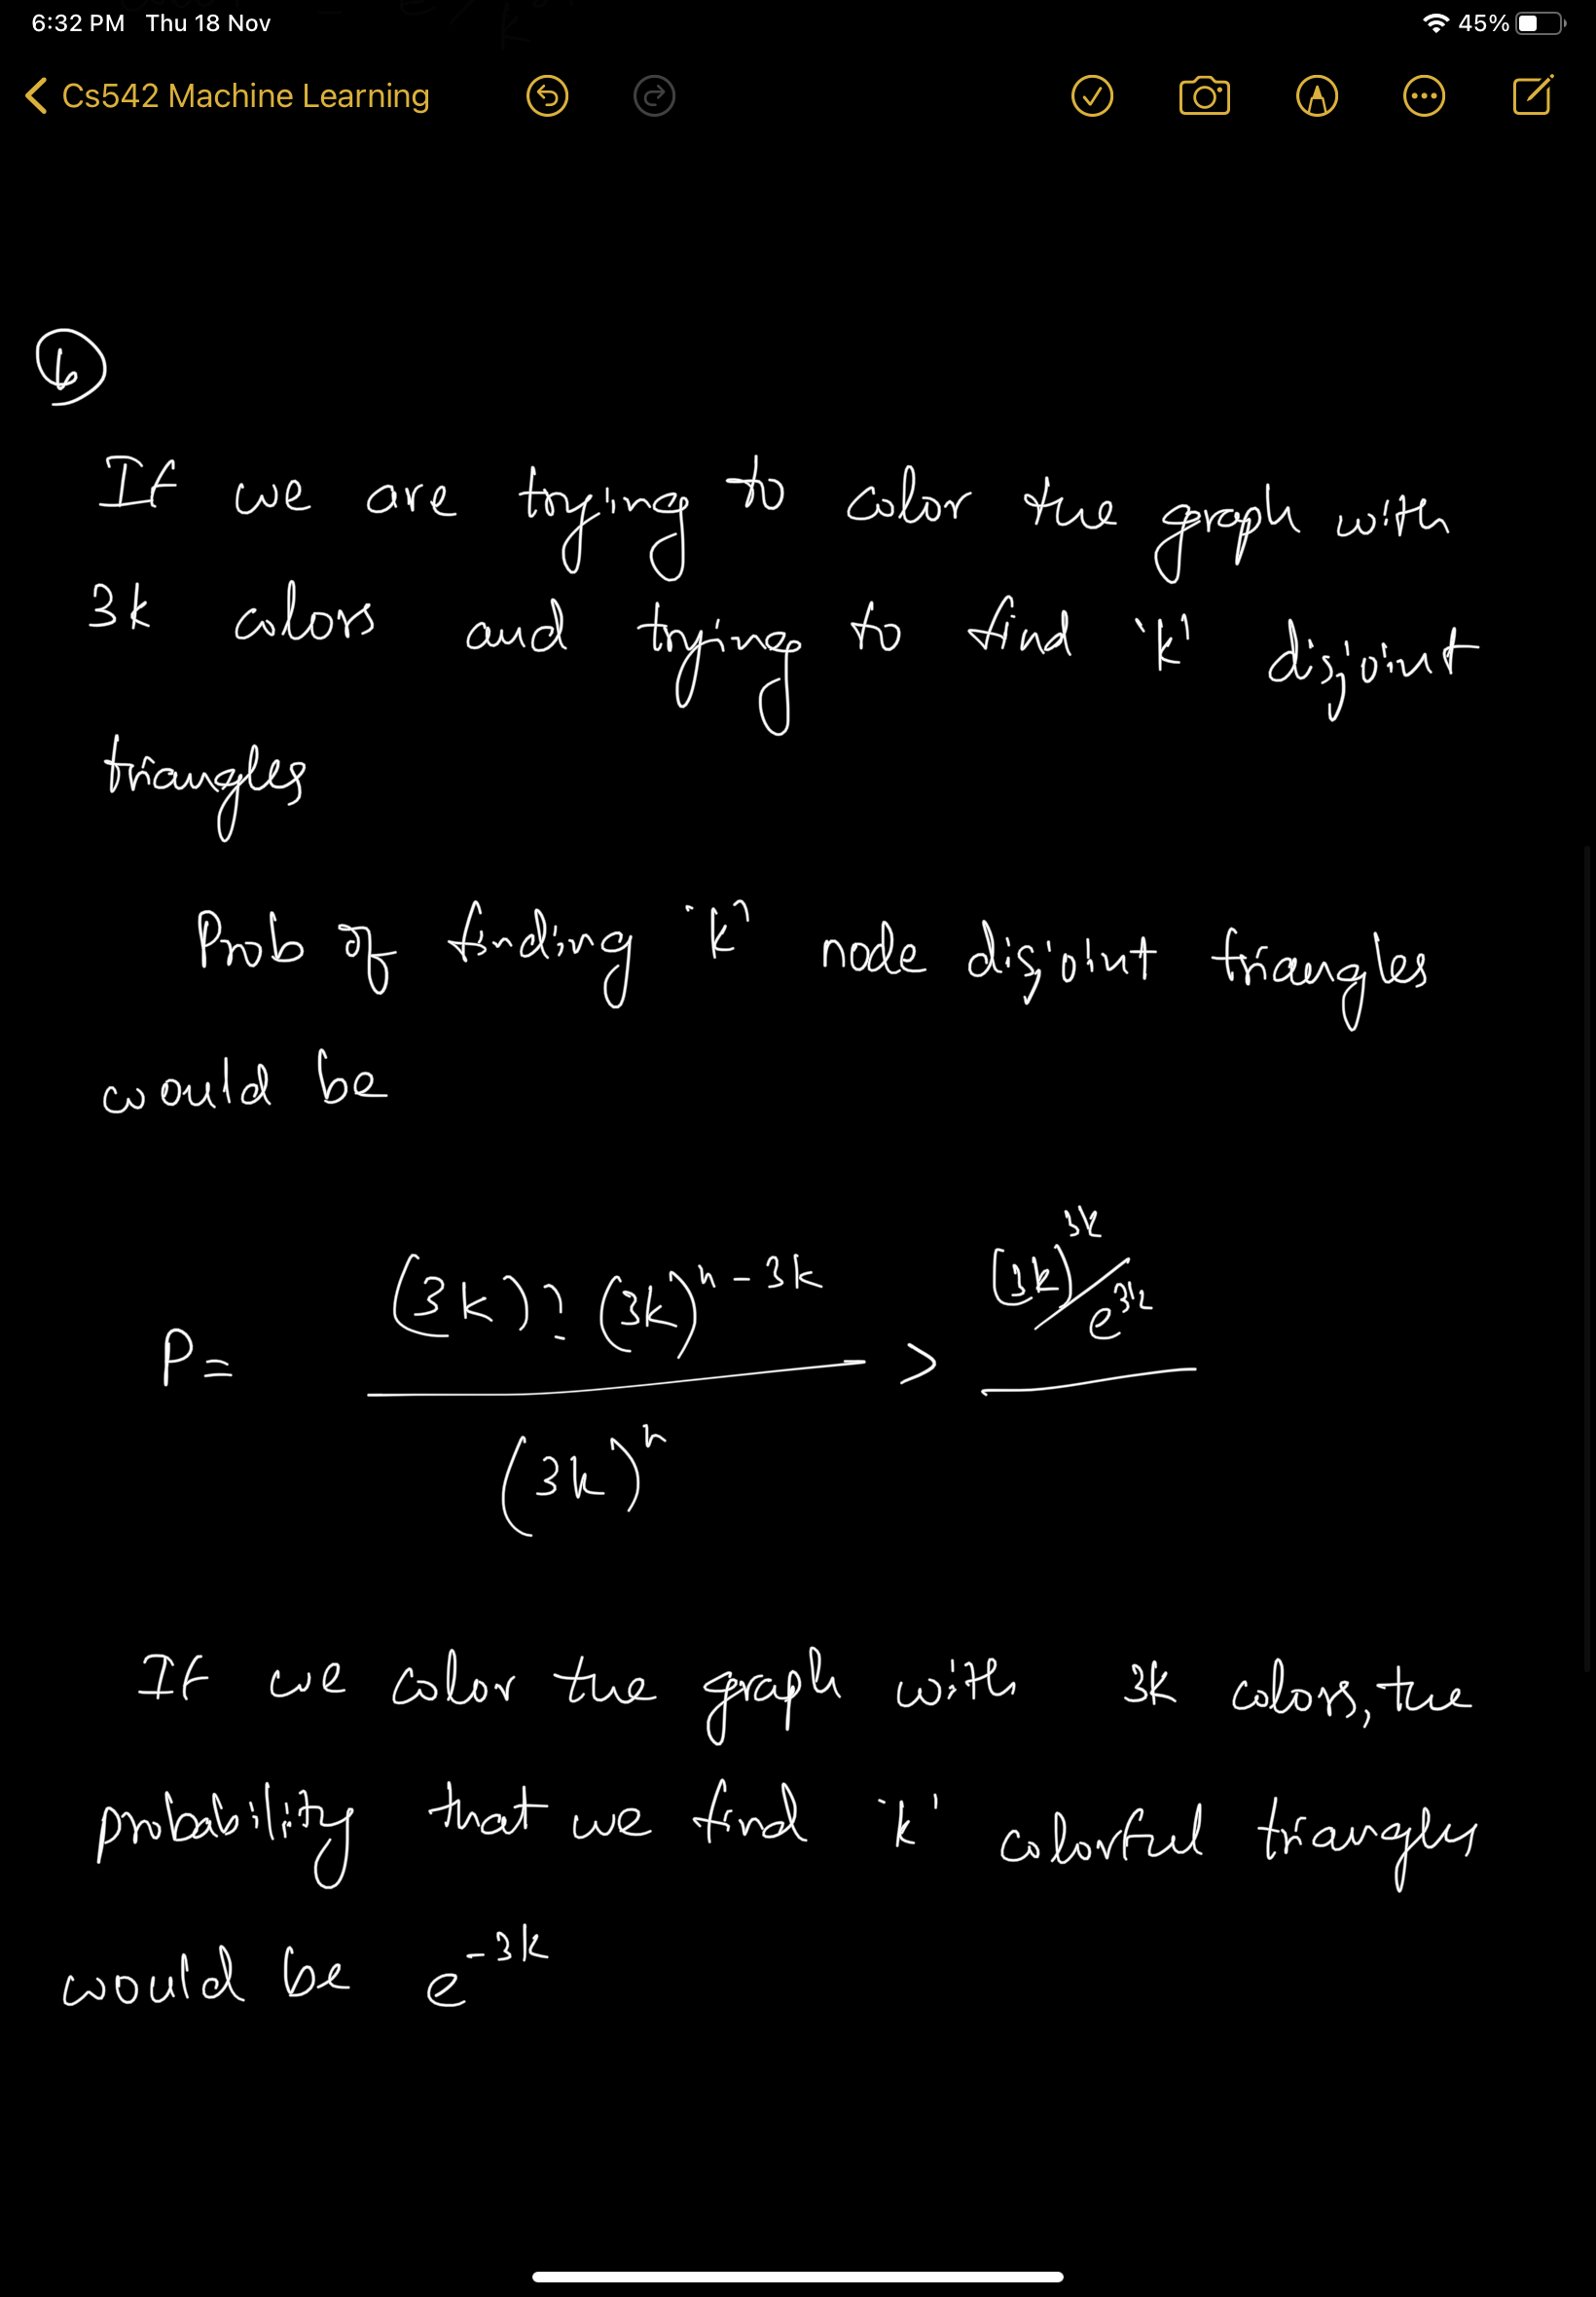 6:32 PM Thu 18 Nov 45%
Cs542 Machine Learning
6
If we are trying to color the graph with
3k colors and trying to find 'k' disjoint
triangles
Prob of finding 'k' node disjoint triangles
would be
P = (3k)! (3k)^n-3k / (3k)^n > (3k)^3k / e^3k
If we color the graph with 3k colors, the
probability that we find 'k' colorful triangles
would be e^-3k